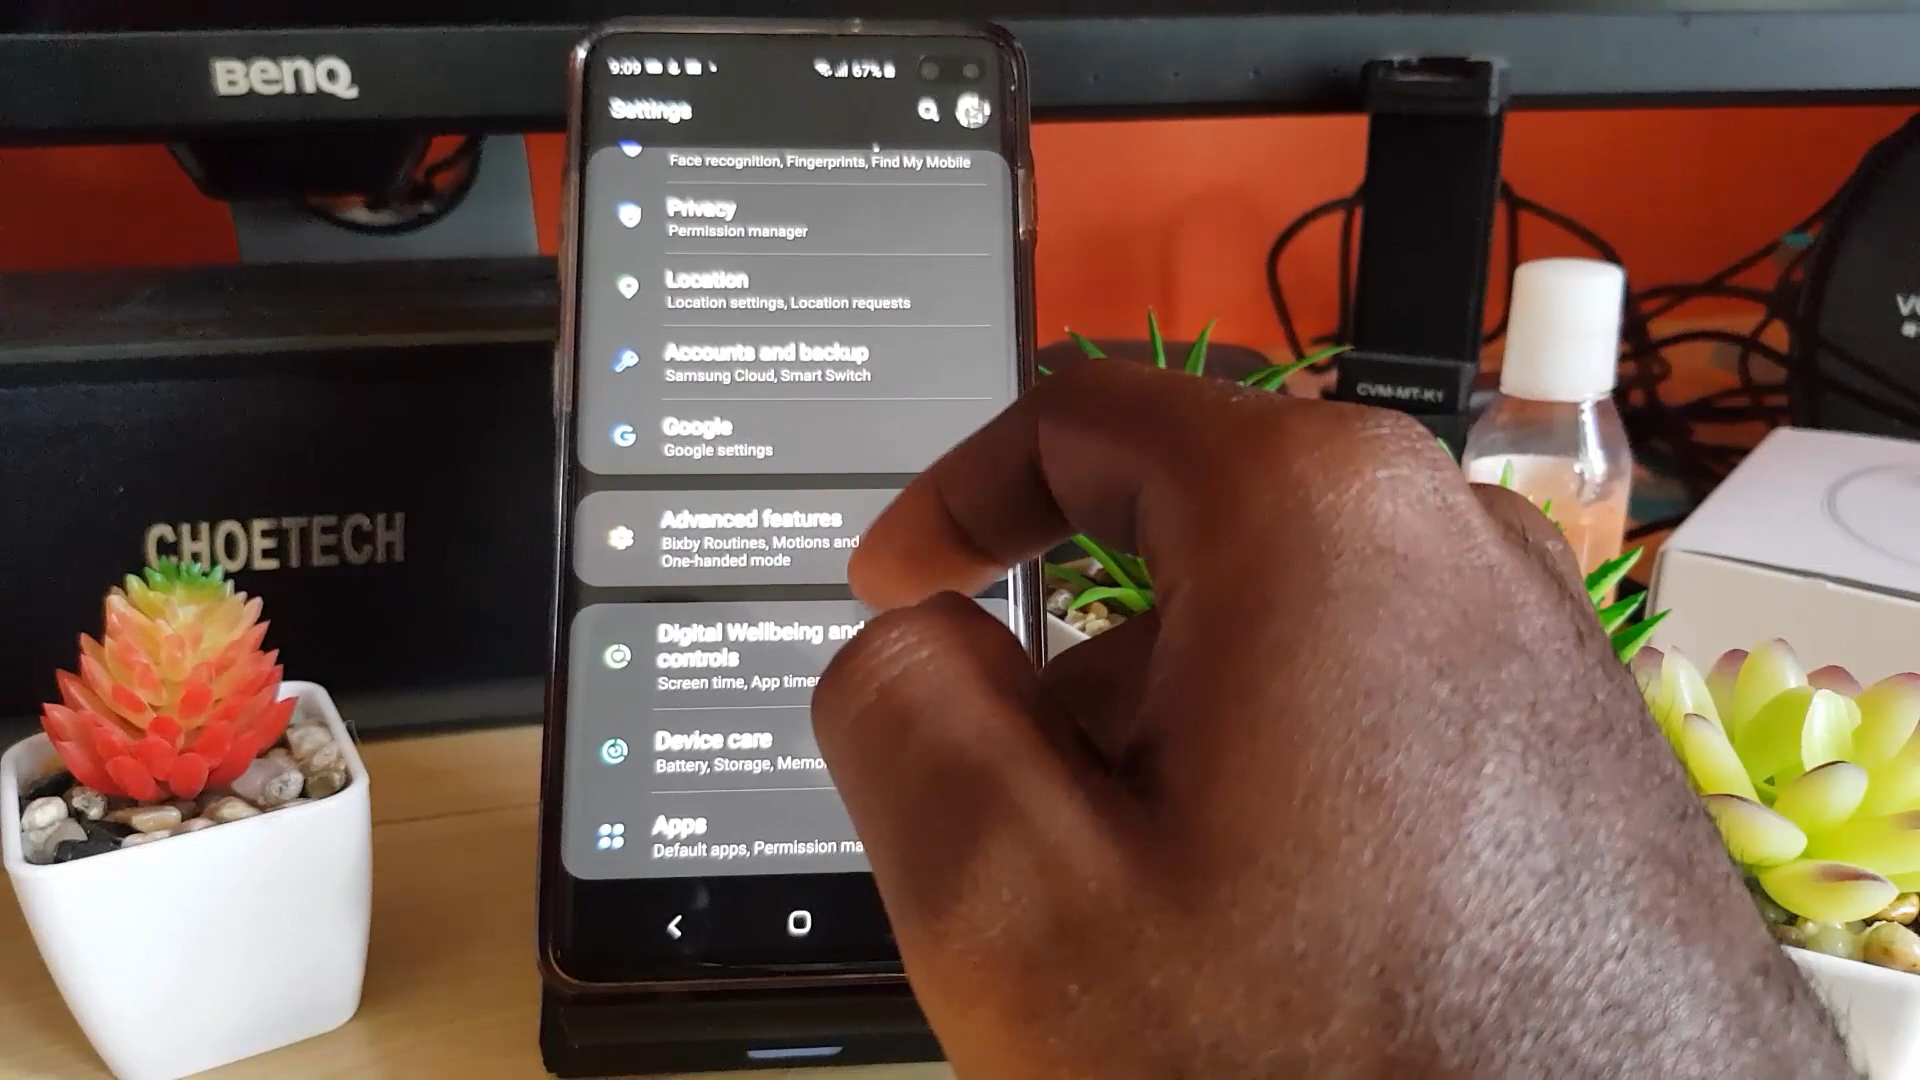 BenQ
9:09
67%
Settings
Face recognition, Fingerprints, Find My Mobile
Privacy
Permission manager
Location
Location settings, Location requests
Accounts and backup
Samsung Cloud, Smart Switch
Google
Google settings
Advanced features
Bixby Routines, Motions and
One-handed mode
Digital Wellbeing and
controls
Screen time, App timer
Device care
Battery, Storage, Memo
Apps
Default apps, Permission ma
CHOETECH
CVM-MT-K1